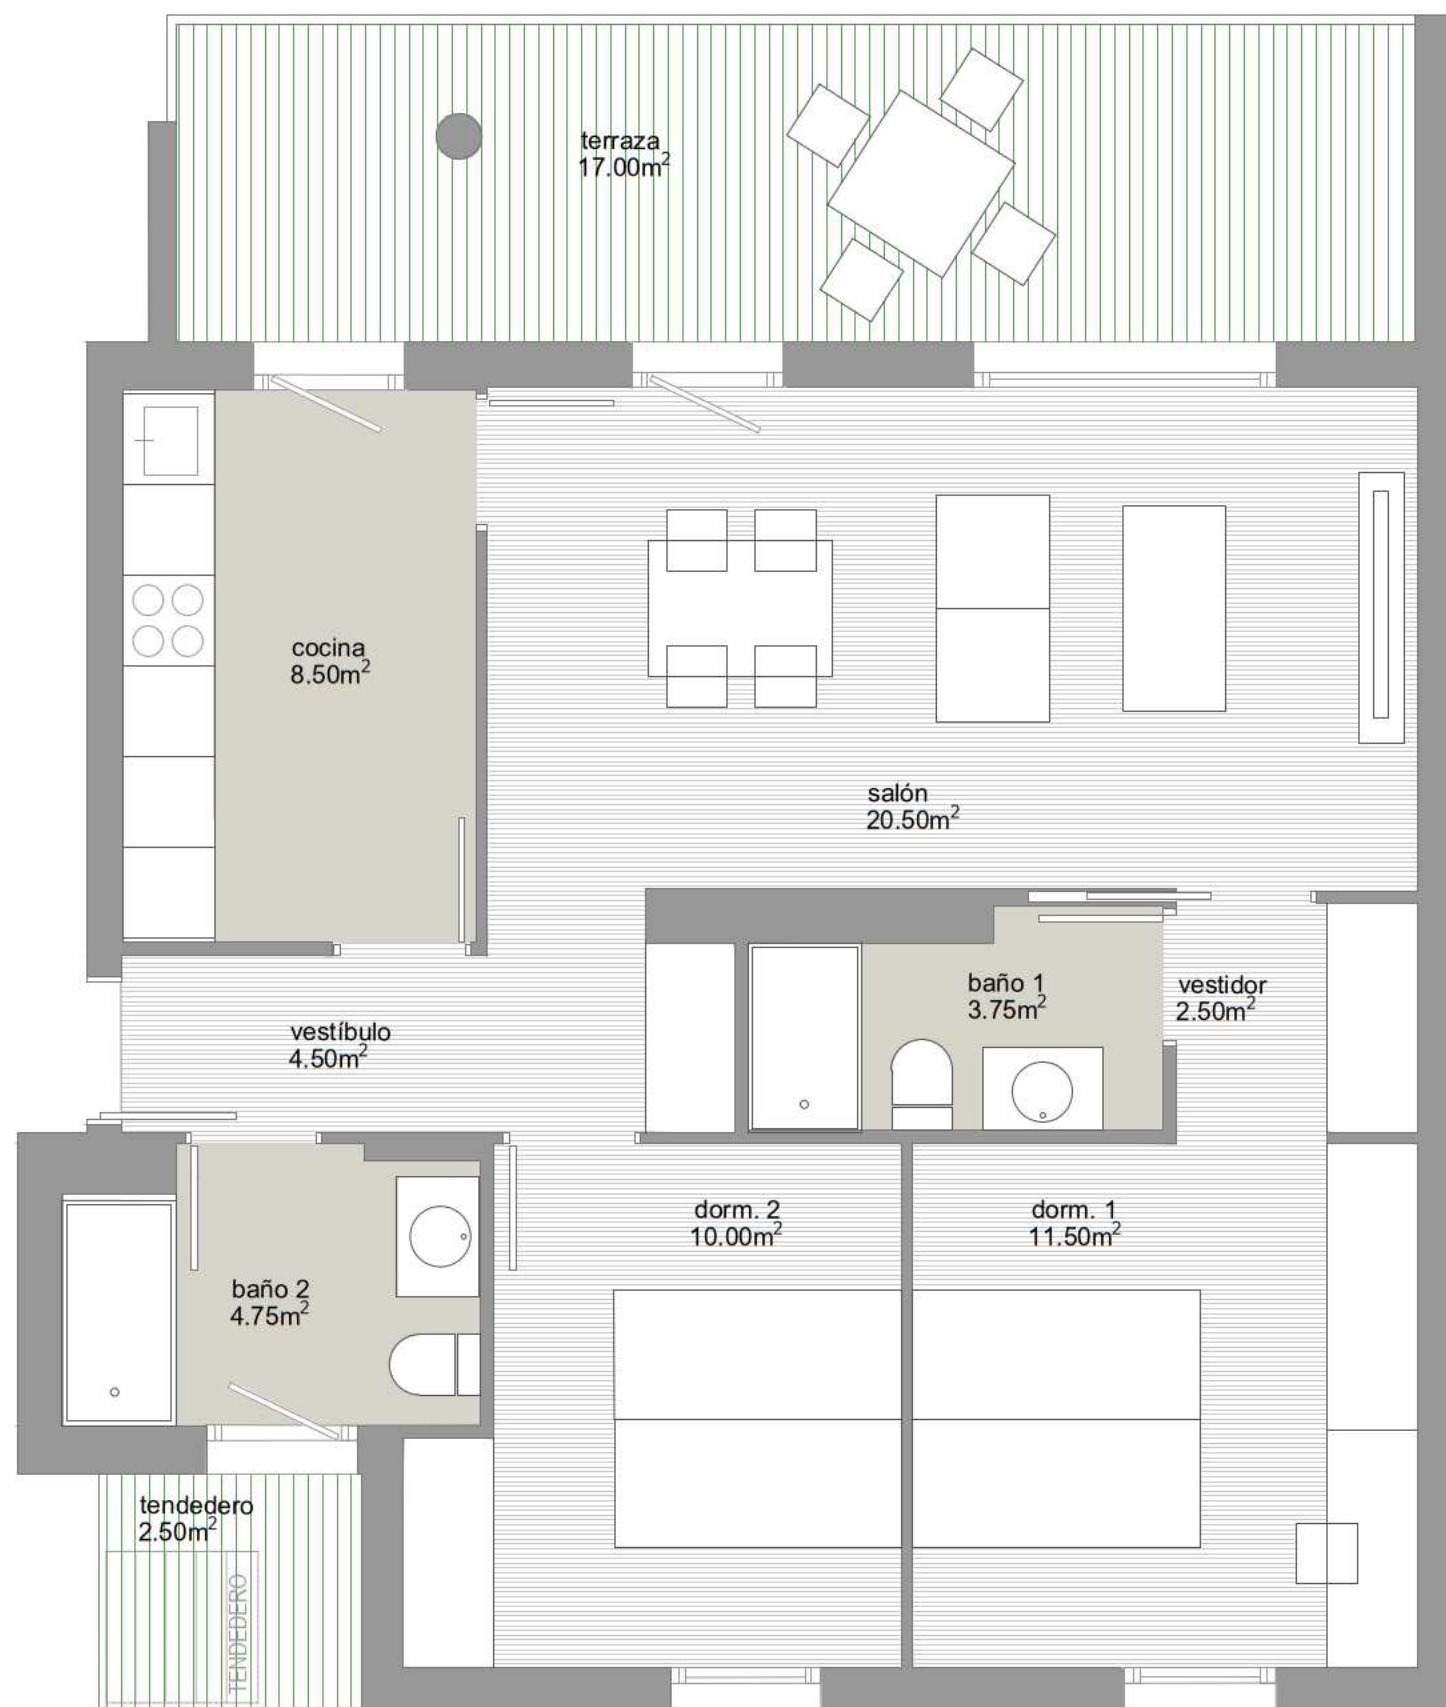 terraza
17.00m²
cocina
8.50m²
salón
20.50m²
baño 1
3.75m²
vestidor
2.50m²
vestíbulo
4.50m²
dorm. 2
10.00m²
dorm. 1
11.50m²
baño 2
4.75m²
tendedero
2.50m²
TENDEDERO